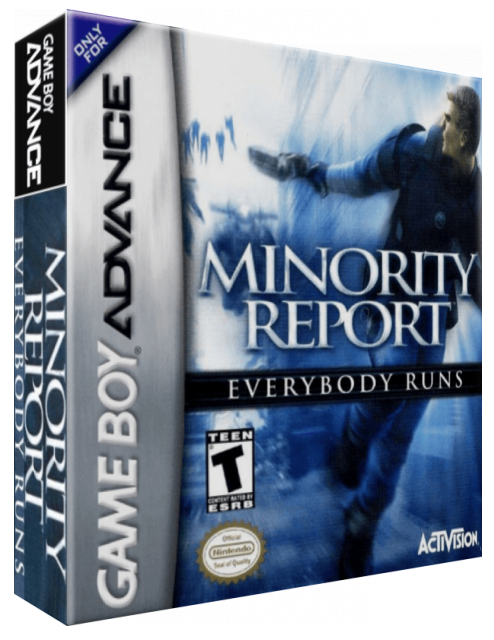 GAME BOY
ADVANCE
MINORITY
REPORT
EVERYBODY RUNS
ONLY
FOR
GAME BOY ADVANCE
MINORITY
REPORT
EVERYBODY RUNS
TEEN
T
CONTENT RATED BY
ESRB
Official
Nintendo
Seal of Quality
ACTIVISION